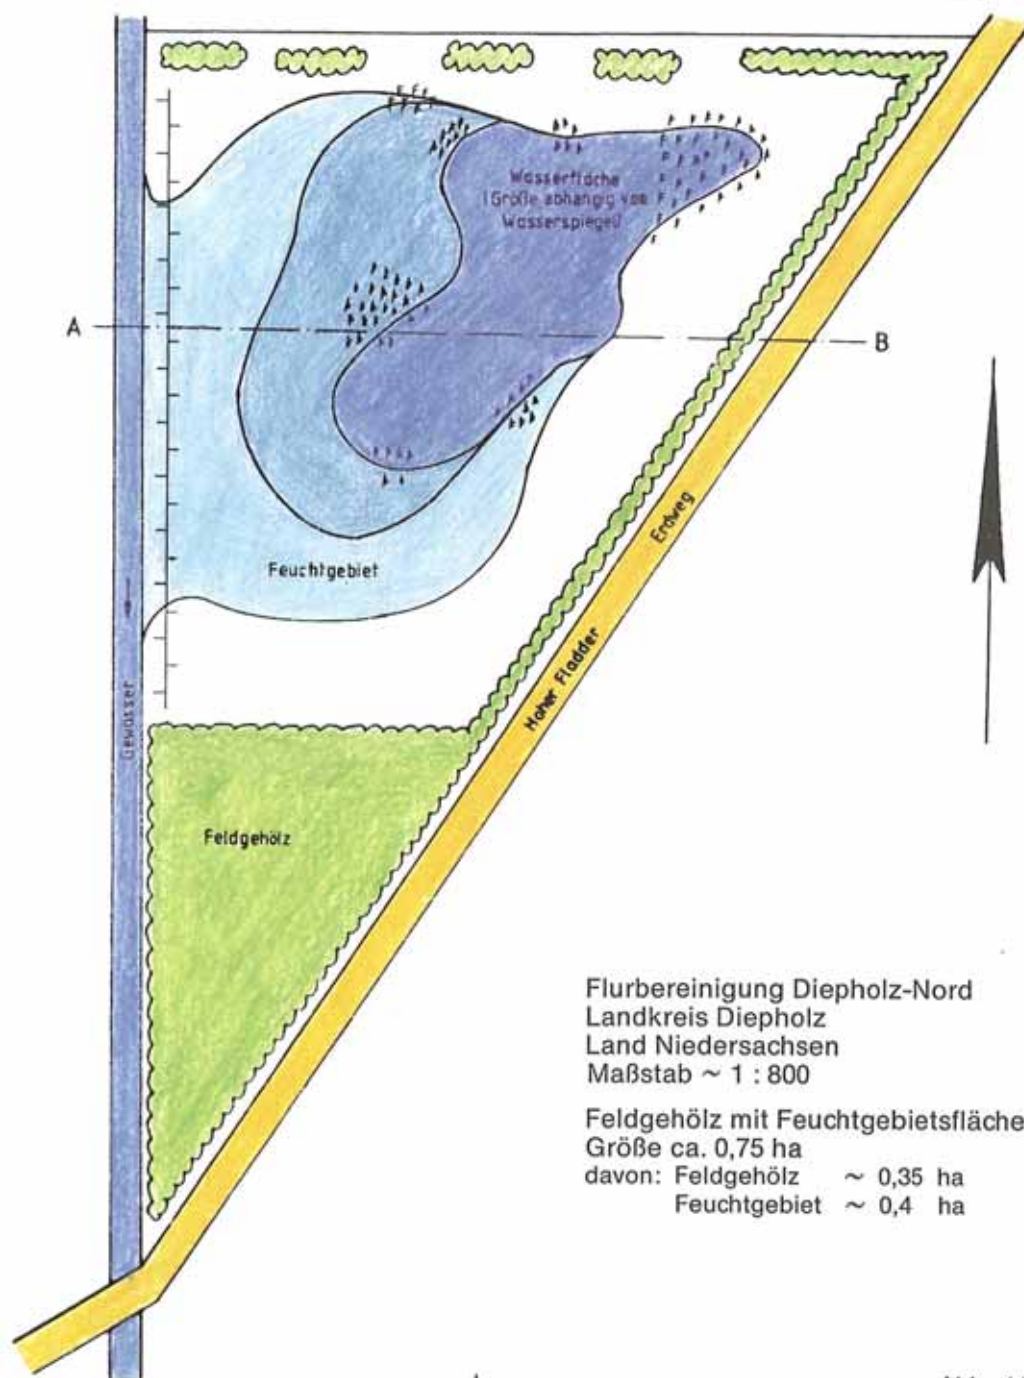 Wasserfläche
(Größe abhängig vom
Wasserspiegel)
A
B
Erdweg
Feuchtgebiet
Hoher Fladder
Gewässer
Feldgehölz
Flurbereinigung Diepholz-Nord
Landkreis Diepholz
Land Niedersachsen
Maßstab ~ 1 : 800
Feldgehölz mit Feuchtgebietsfläche
Größe ca. 0,75 ha
davon: Feldgehölz ~ 0,35 ha
Feuchtgebiet ~ 0,4 ha